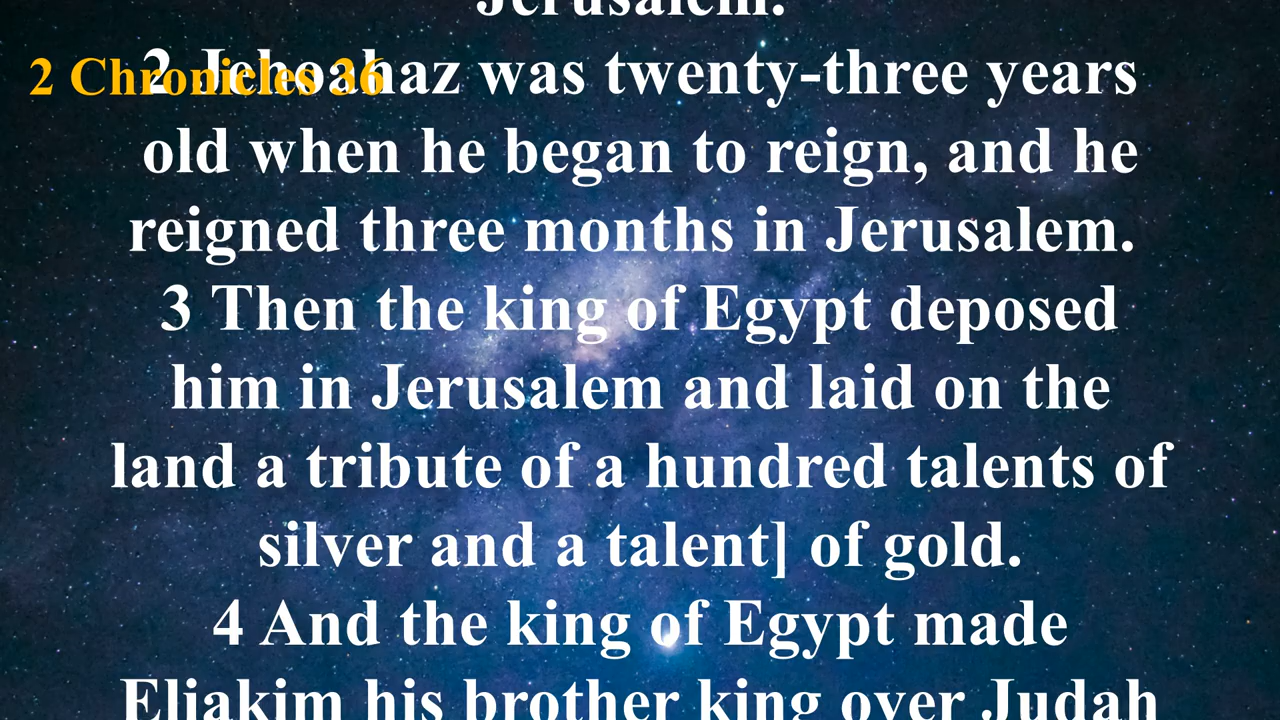 Jerusalem.
2 Chronicles 36
2 Jehoahaz was twenty-three years
old when he began to reign, and he
reigned three months in Jerusalem.
3 Then the king of Egypt deposed
him in Jerusalem and laid on the
land a tribute of a hundred talents of
silver and a talent] of gold.
4 And the king of Egypt made
Eliakim his brother king over Judah